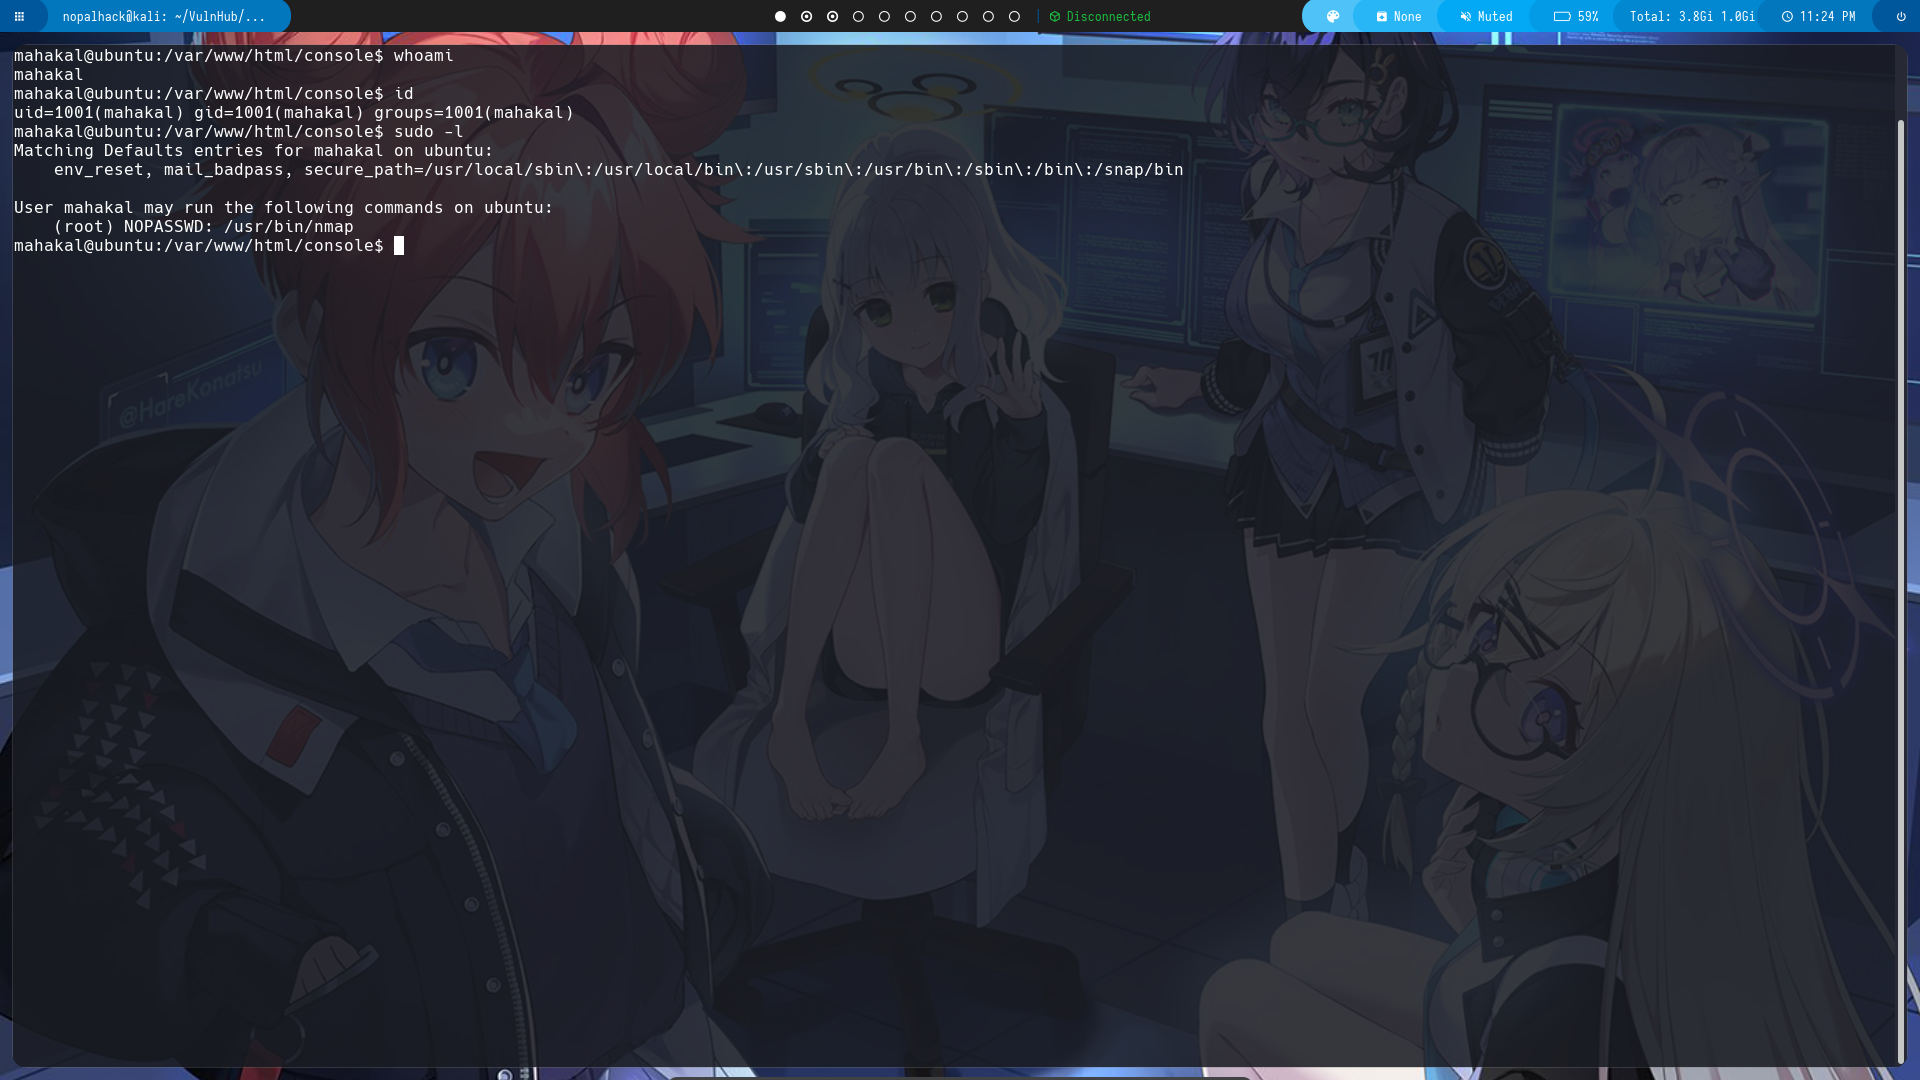 nopalhack@kali: ~/VulnHub/...
Disconnected
None
Muted
59%
Total: 3.8Gi 1.0Gi
11:24 PM
mahakal@ubuntu:/var/www/html/console$ whoami
mahakal
mahakal@ubuntu:/var/www/html/console$ id
uid=1001(mahakal) gid=1001(mahakal) groups=1001(mahakal)
mahakal@ubuntu:/var/www/html/console$ sudo -l
Matching Defaults entries for mahakal on ubuntu:
    env_reset, mail_badpass, secure_path=/usr/local/sbin\:/usr/local/bin\:/usr/sbin\:/usr/bin\:/sbin\:/bin\:/snap/bin

User mahakal may run the following commands on ubuntu:
    (root) NOPASSWD: /usr/bin/nmap
mahakal@ubuntu:/var/www/html/console$
@HareKonatsu